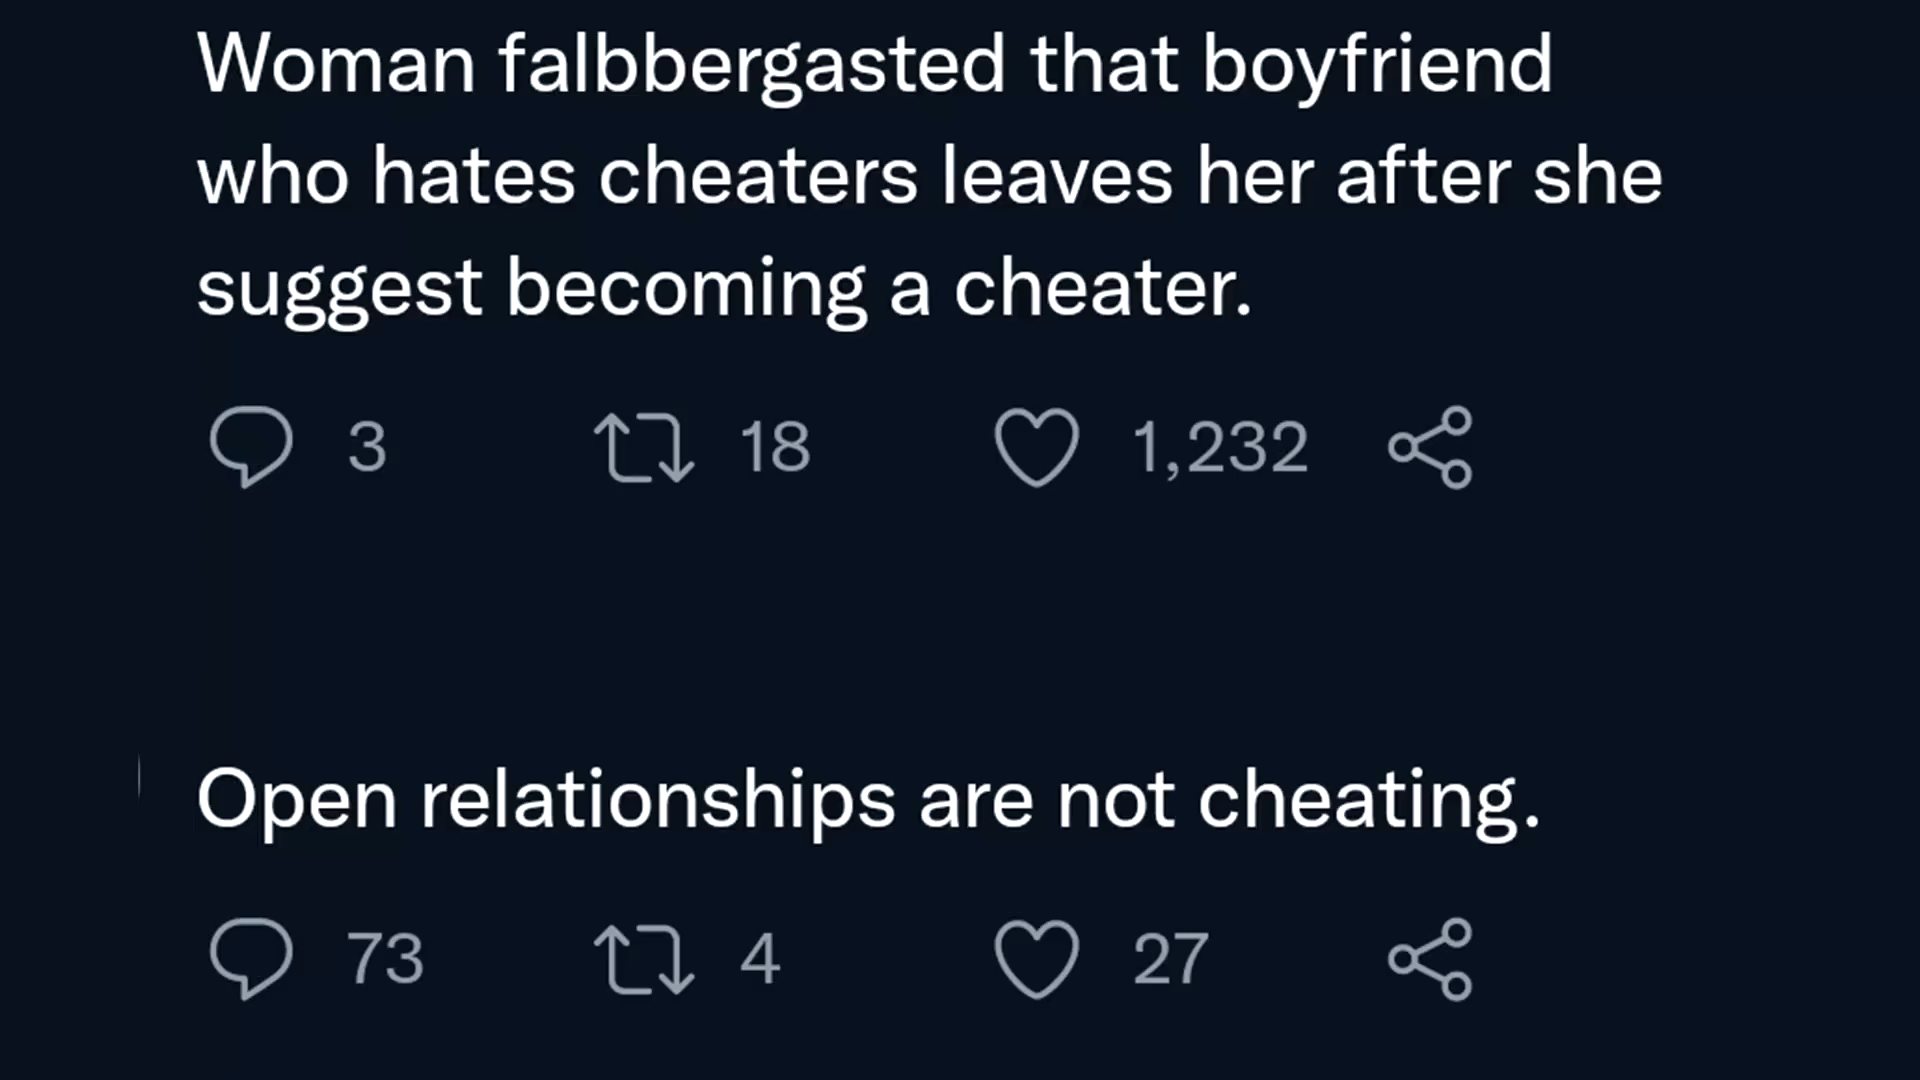 Woman falbbergasted that boyfriend
who hates cheaters leaves her after she
suggest becoming a cheater.
3 18 1,232
Open relationships are not cheating.
73 4 27